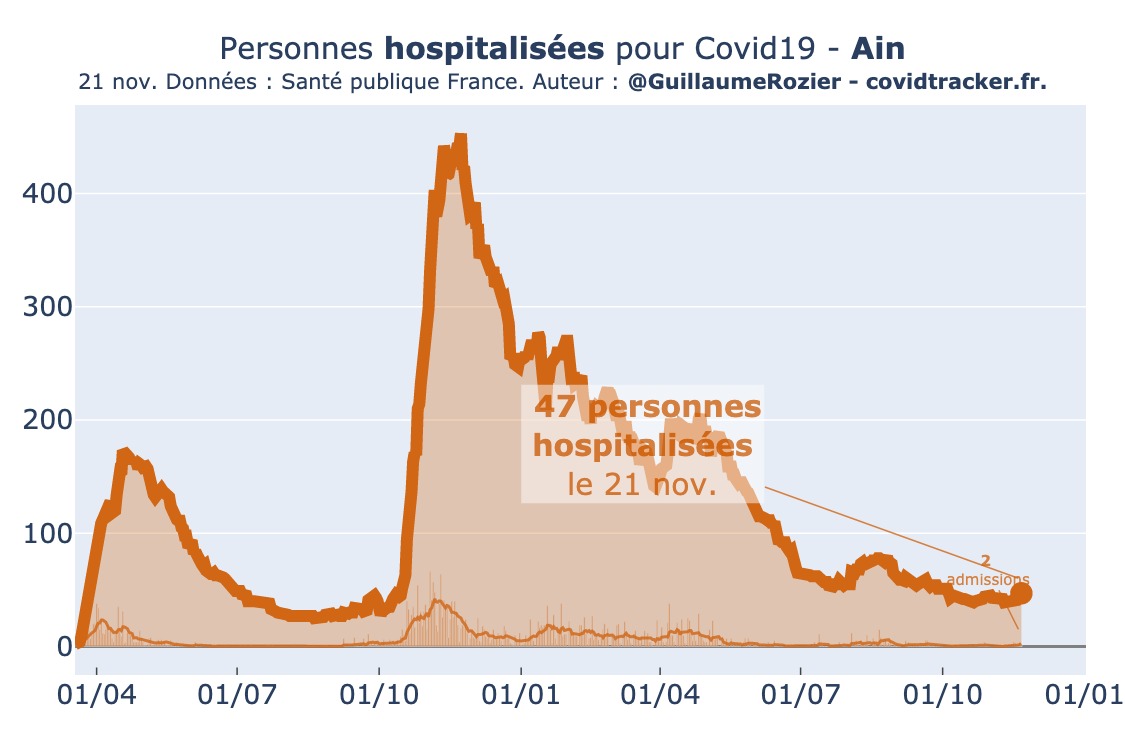 Personnes hospitalisées pour Covid19 - Ain
21 nov. Données : Santé publique France. Auteur : @GuillaumeRozier - covidtracker.fr.
400
300
200
100
0
47 personnes
hospitalisées
le 21 nov.
2
admissions
01/04 01/07 01/10 01/01 01/04 01/07 01/10 01/01